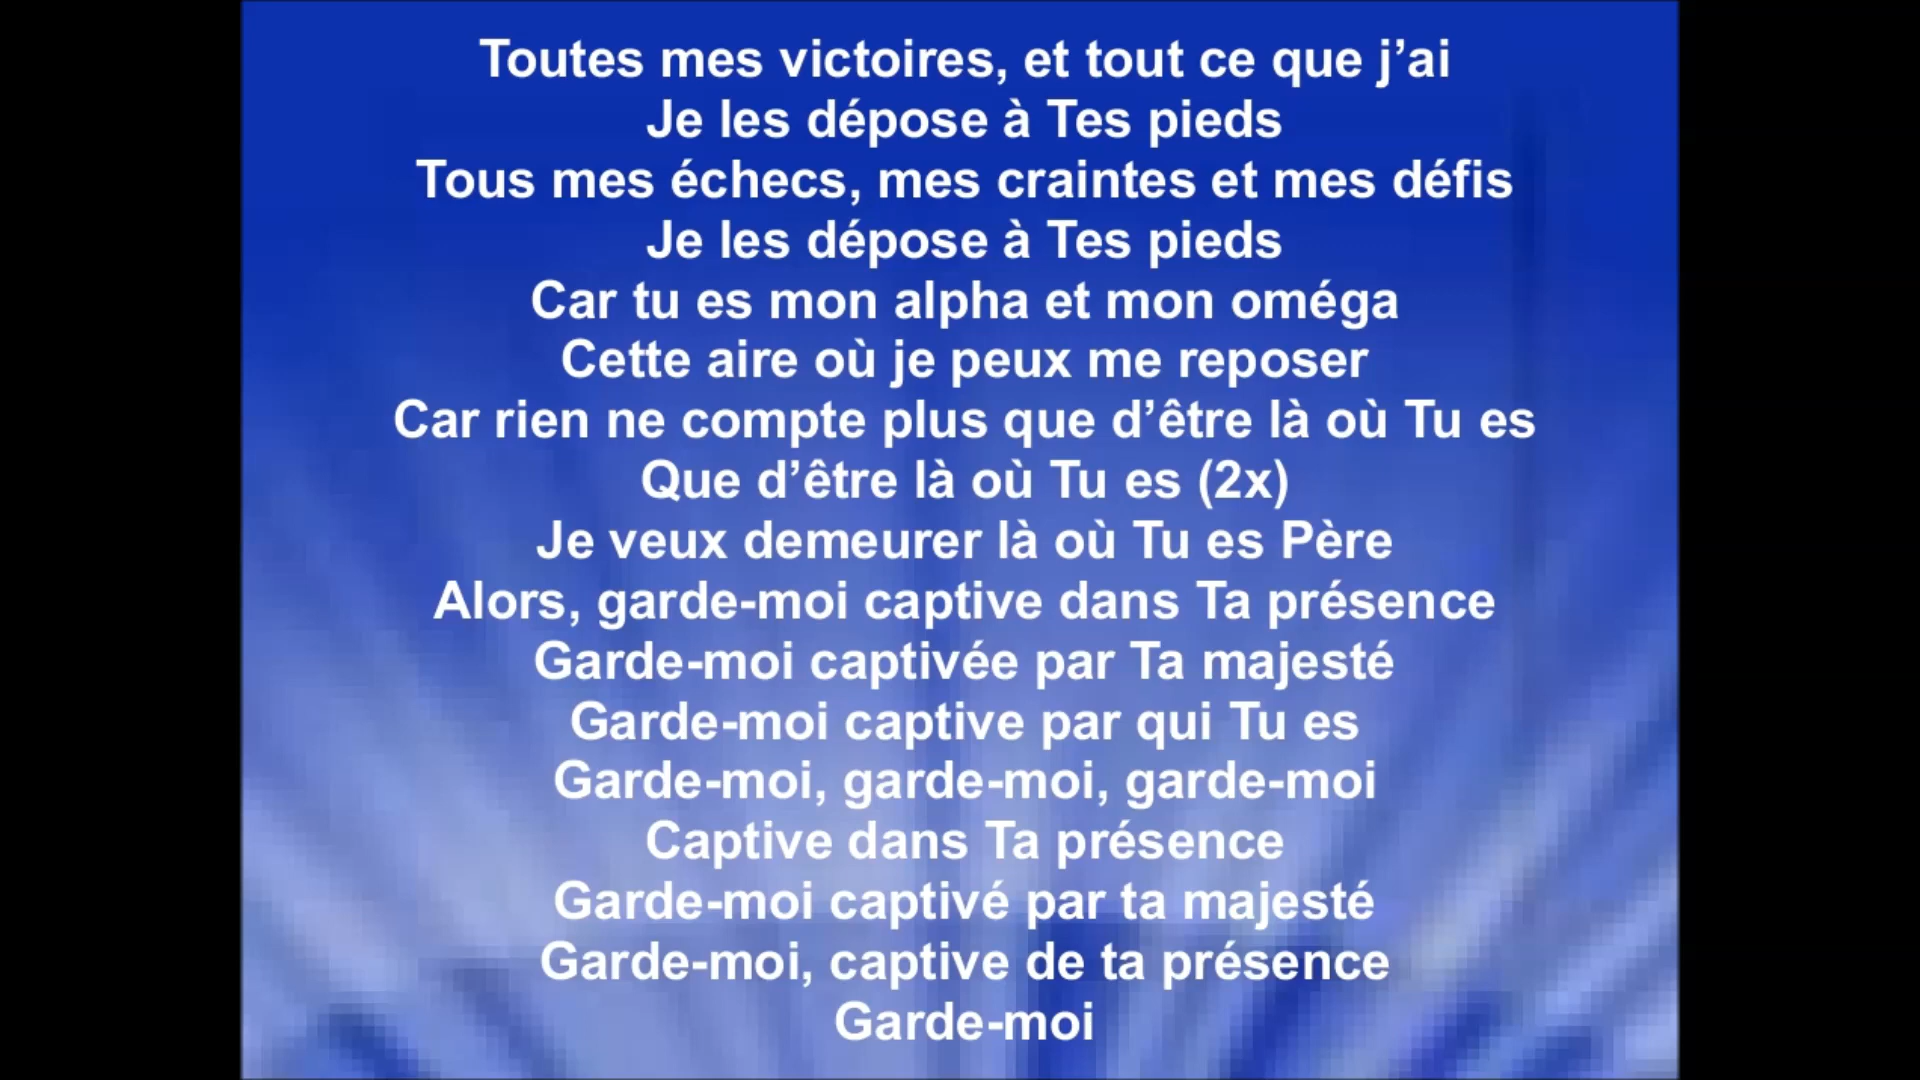 Toutes mes victoires, et tout ce que j’ai
Je les dépose à Tes pieds
Tous mes échecs, mes craintes et mes défis
Je les dépose à Tes pieds
Car tu es mon alpha et mon oméga
Cette aire où je peux me reposer
Car rien ne compte plus que d’être là où Tu es
Que d’être là où Tu es (2x)
Je veux demeurer là où Tu es Père
Alors, garde-moi captive dans Ta présence
Garde-moi captivée par Ta majesté
Garde-moi captive par qui Tu es
Garde-moi, garde-moi, garde-moi
Captive dans Ta présence
Garde-moi captivé par ta majesté
Garde-moi, captive de ta présence
Garde-moi